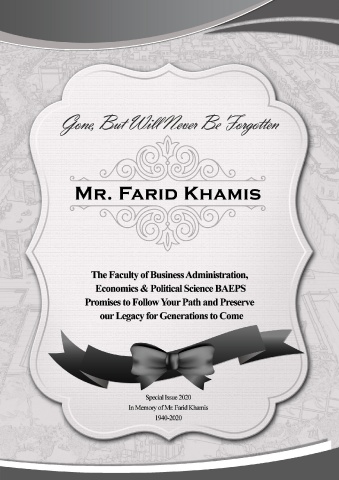 Gone, But Will Never Be Forgotten
MR. FARID KHAMIS
The Faculty of Business Administration,
Economics & Political Science BAEPS
Promises to Follow Your Path and Preserve
our Legacy for Generations to Come
Special Issue 2020
In Memory of Mr. Farid Khamis
1940-2020